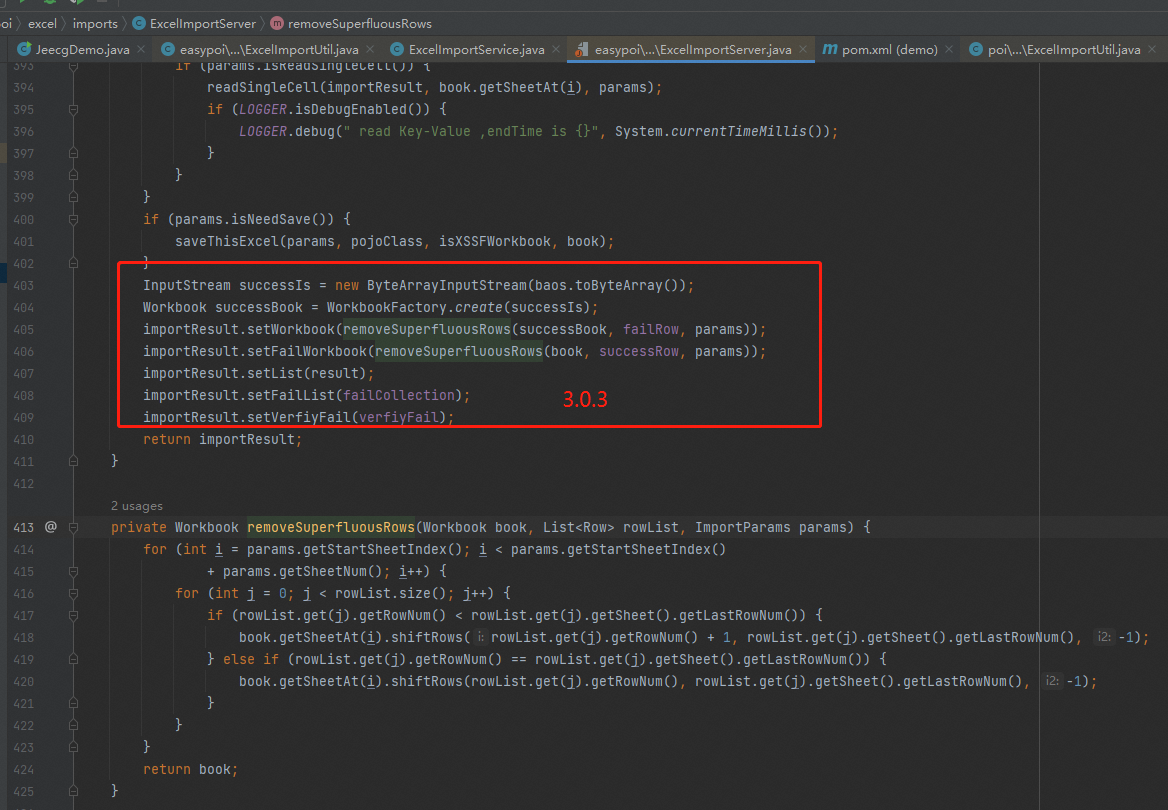 oi > excel > imports > ExcelImportServer > removeSuperfluousRows
JeecgDemo.java × easypoi\...\ExcelImportUtil.java × ExcelImportService.java × easypoi\...\ExcelImportServer.java × pom.xml (demo) × poi\...\ExcelImportUtil.java ×
393 if (params.isReadSingleCell()) {
394 readSingleCell(importResult, book.getSheetAt(i), params);
395 if (LOGGER.isDebugEnabled()) {
396 LOGGER.debug(" read Key-Value ,endTime is {}", System.currentTimeMillis());
397 }
398 }
399 }
400 if (params.isNeedSave()) {
401 saveThisExcel(params, pojoClass, isXSSFWorkbook, book);
402 }
403 InputStream successIs = new ByteArrayInputStream(baos.toByteArray());
404 Workbook successBook = WorkbookFactory.create(successIs);
405 importResult.setWorkbook(removeSuperfluousRows(successBook, failRow, params));
406 importResult.setFailWorkbook(removeSuperfluousRows(book, successRow, params));
407 importResult.setList(result);
408 importResult.setFailList(failCollection);
3.0.3
409 importResult.setVerfiyFail(verfiyFail);
410 return importResult;
411 }
412
2 usages
413 @ private Workbook removeSuperfluousRows(Workbook book, List<Row> rowList, ImportParams params) {
414 for (int i = params.getStartSheetIndex(); i < params.getStartSheetIndex()
415 + params.getSheetNum(); i++) {
416 for (int j = 0; j < rowList.size(); j++) {
417 if (rowList.get(j).getRowNum() < rowList.get(j).getSheet().getLastRowNum()) {
418 book.getSheetAt(i).shiftRows( i: rowList.get(j).getRowNum() + 1, rowList.get(j).getSheet().getLastRowNum(), i2: -1);
419 } else if (rowList.get(j).getRowNum() == rowList.get(j).getSheet().getLastRowNum()) {
420 book.getSheetAt(i).shiftRows(rowList.get(j).getRowNum(), rowList.get(j).getSheet().getLastRowNum(), i2: -1);
421 }
422 }
423 }
424 return book;
425 }